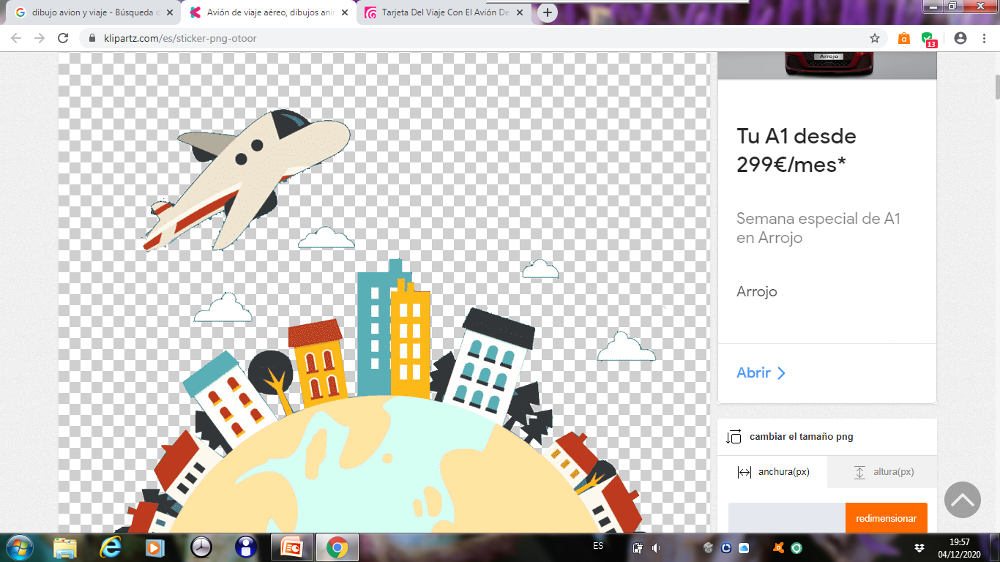 dibujo avion y viaje - Búsqueda d
Avión de viaje aéreo, dibujos anim
Tarjeta Del Viaje Con El Avión De
klipartz.com/es/sticker-png-otoor
13
Arrojo
Tu A1 desde
299€/mes*
Semana especial de A1
en Arrojo
Arrojo
Abrir
cambiar el tamaño png
anchura(px)
altura(px)
redimensionar
ES
19:57
04/12/2020